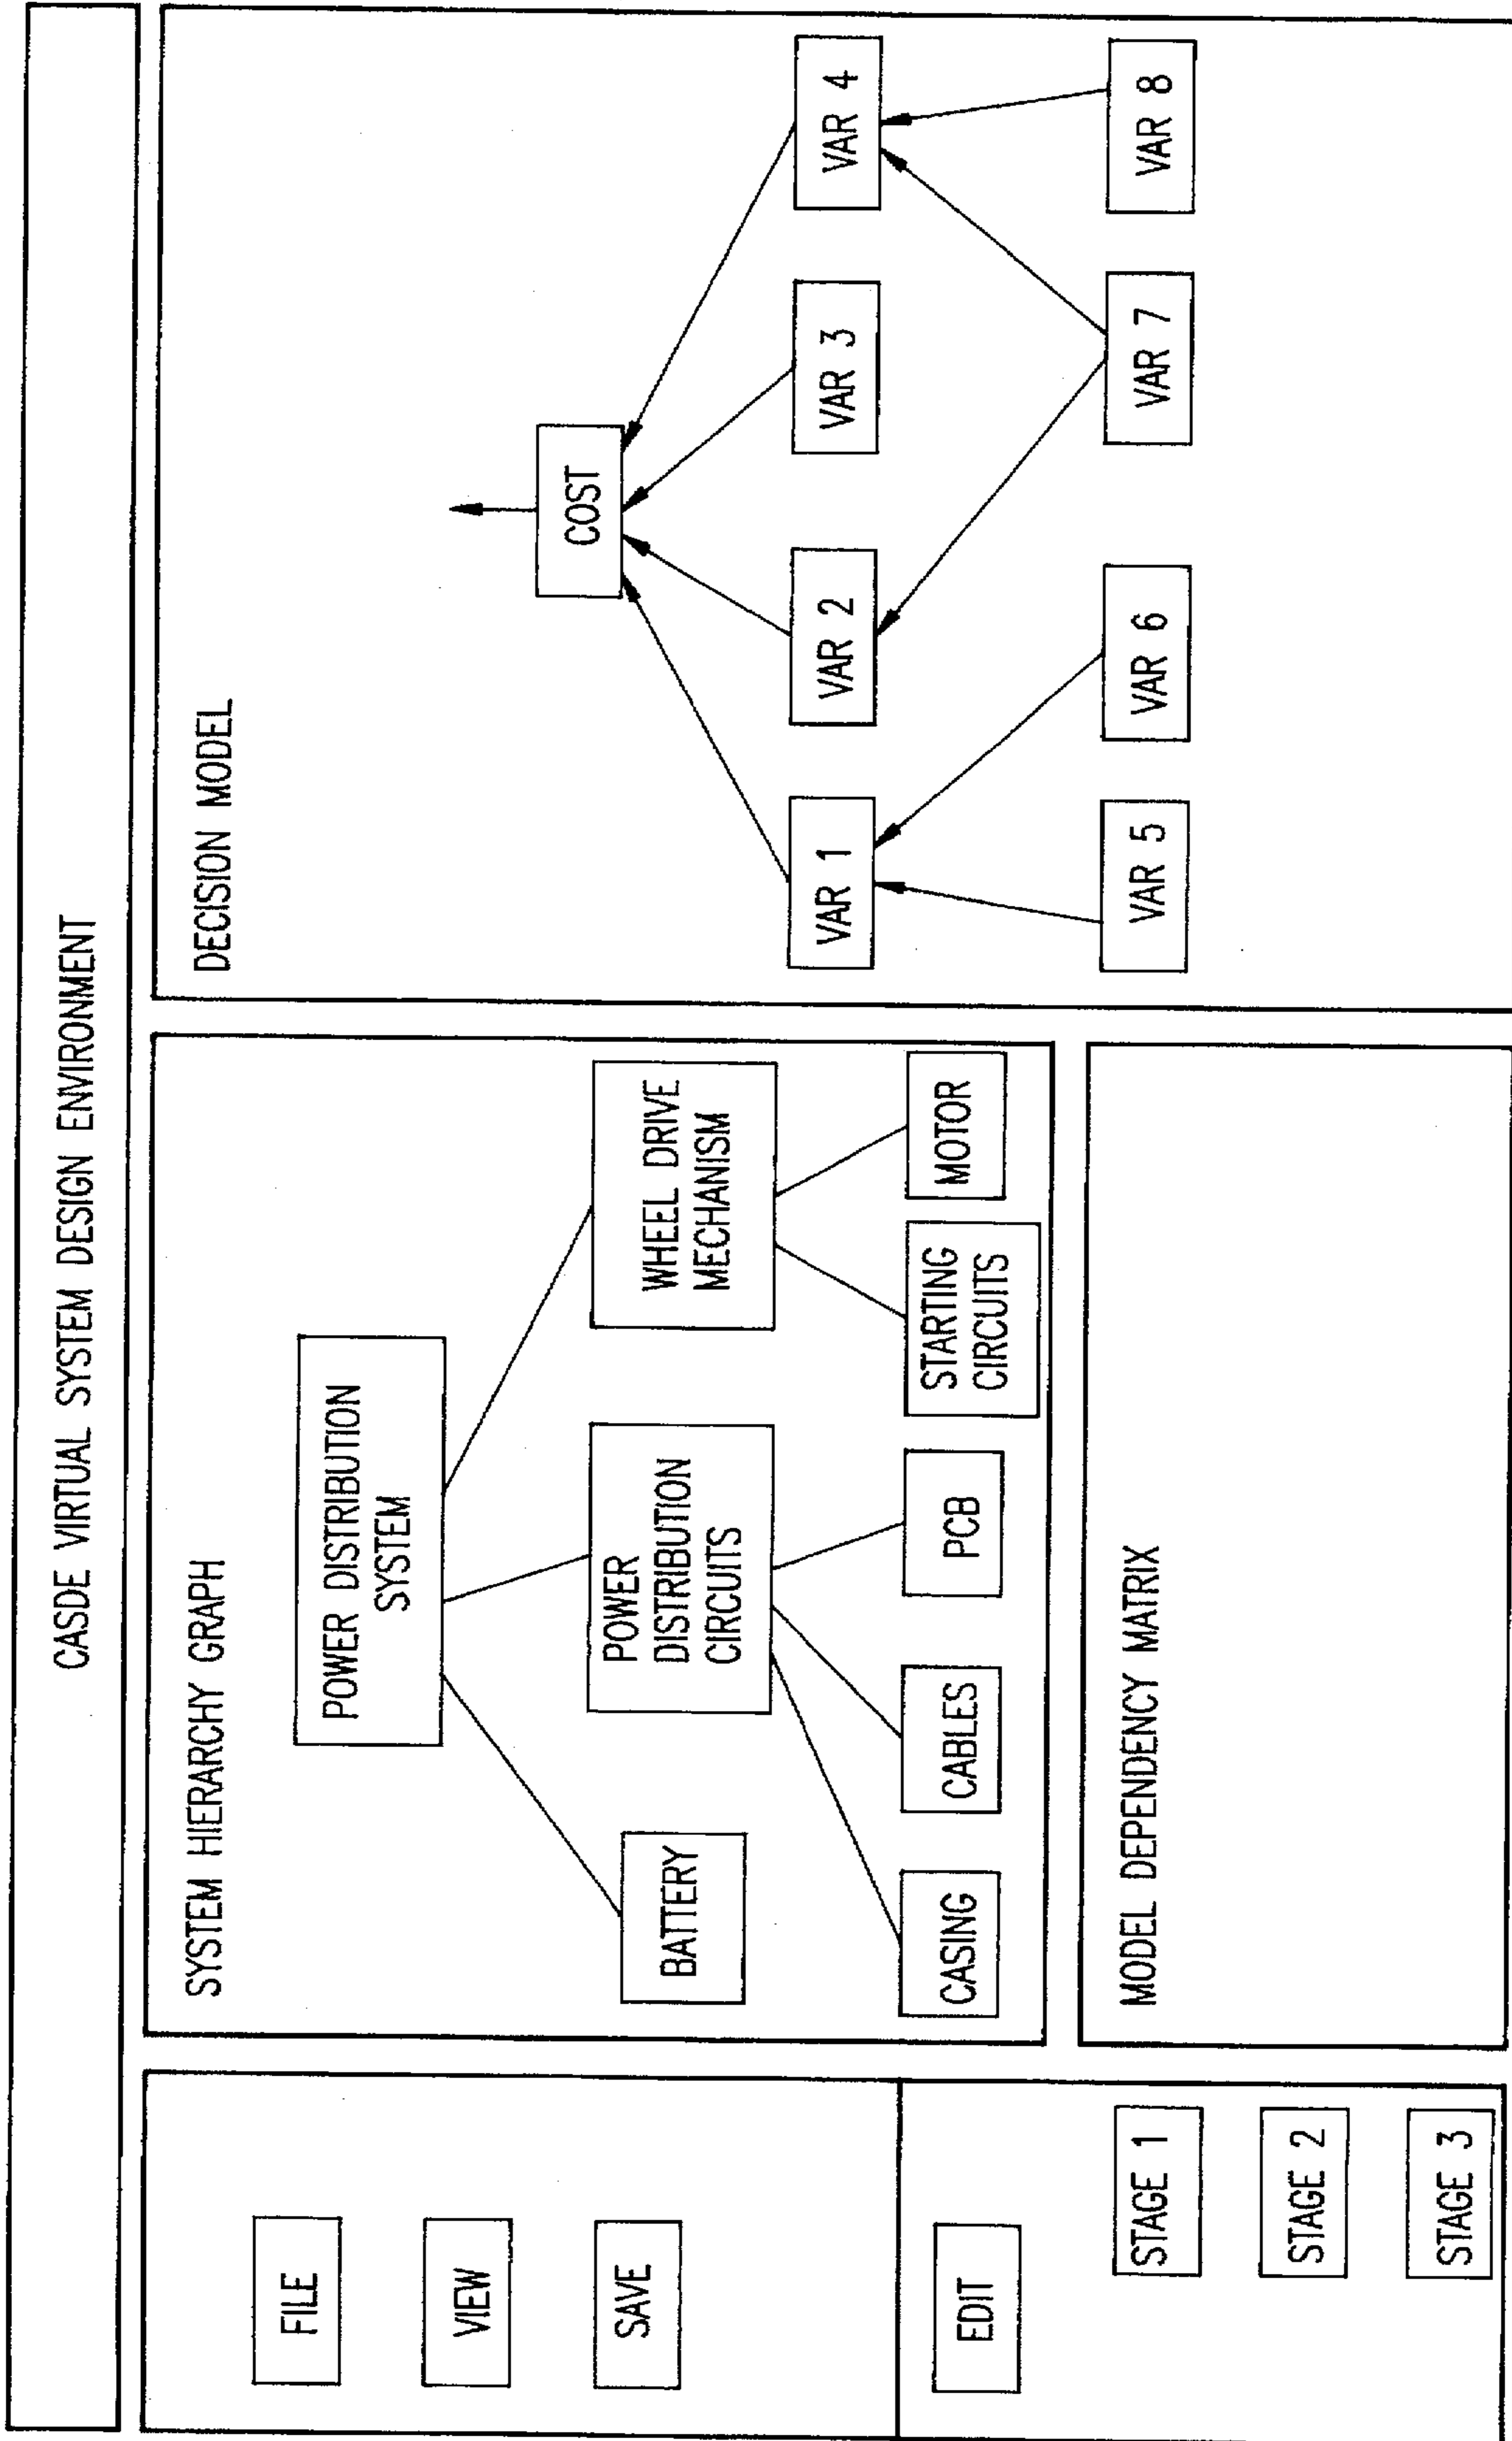 CASDE VIRTUAL SYSTEM DESIGN ENVIRONMENT
FILE
VIEW
SAVE
EDIT
STAGE 1
STAGE 2
STAGE 3
SYSTEM HIERARCHY GRAPH
POWER DISTRIBUTION
SYSTEM
BATTERY
POWER
DISTRIBUTION
CIRCUITS
WHEEL DRIVE
MECHANISM
CASING
CABLES
PCB
STARTING
CIRCUITS
MOTOR
MODEL DEPENDENCY MATRIX
DECISION MODEL
COST
VAR 1
VAR 2
VAR 3
VAR 4
VAR 5
VAR 6
VAR 7
VAR 8